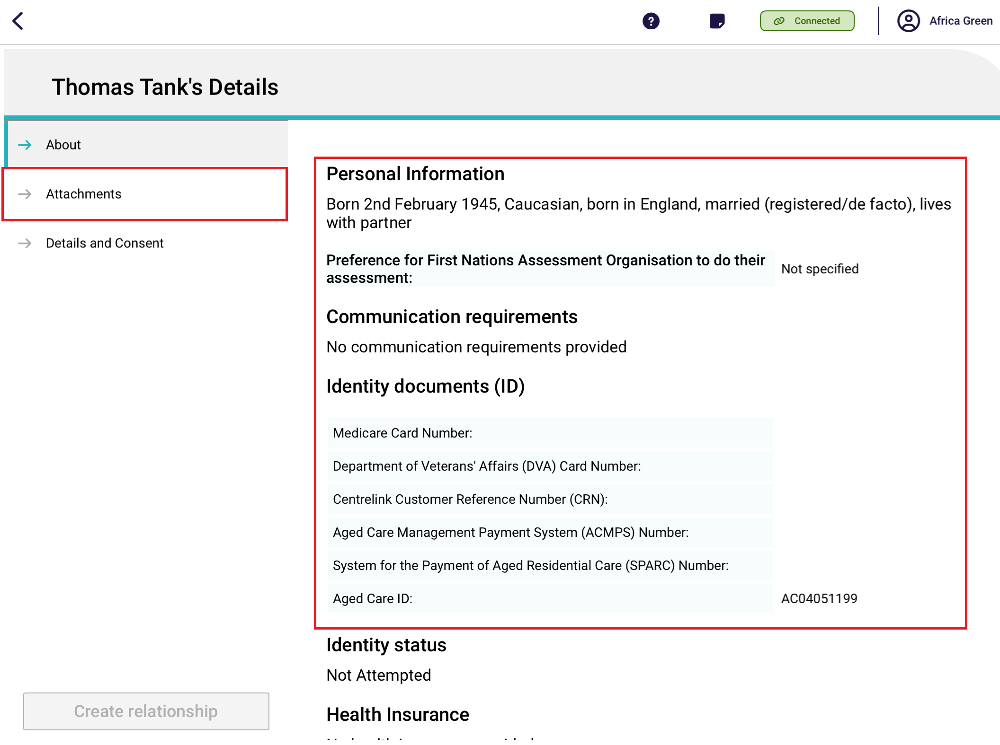 ?
Connected
Africa Green
Thomas Tank's Details
About
Attachments
Details and Consent
Create relationship
Personal Information
Born 2nd February 1945, Caucasian, born in England, married (registered/de facto), lives
with partner
Preference for First Nations Assessment Organisation to do their
assessment:
Not specified
Communication requirements
No communication requirements provided
Identity documents (ID)
Medicare Card Number:
Department of Veterans' Affairs (DVA) Card Number:
Centrelink Customer Reference Number (CRN):
Aged Care Management Payment System (ACMPS) Number:
System for the Payment of Aged Residential Care (SPARC) Number:
Aged Care ID:
AC04051199
Identity status
Not Attempted
Health Insurance